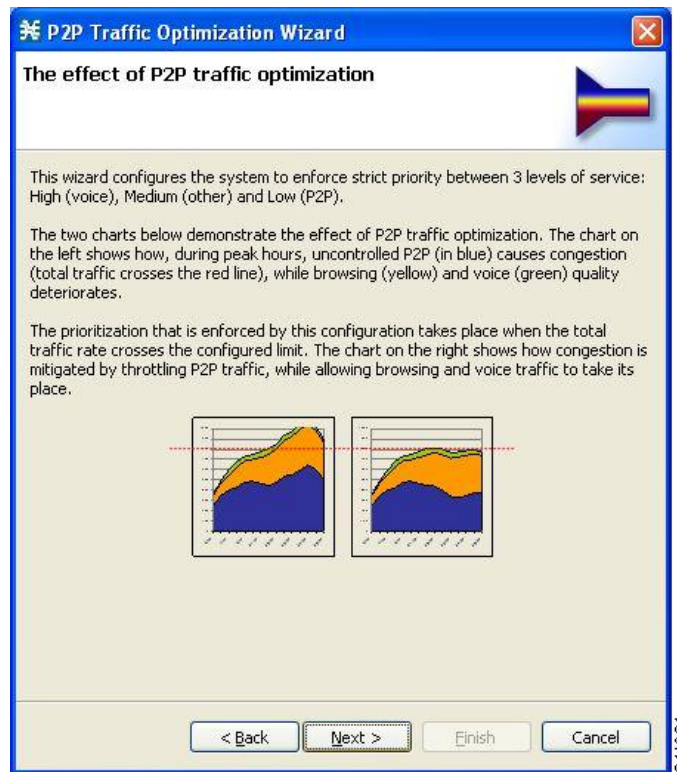 P2P Traffic Optimization Wizard
The effect of P2P traffic optimization
This wizard configures the system to enforce strict priority between 3 levels of service:
High (voice), Medium (other) and Low (P2P).
The two charts below demonstrate the effect of P2P traffic optimization. The chart on
the left shows how, during peak hours, uncontrolled P2P (in blue) causes congestion
(total traffic crosses the red line), while browsing (yellow) and voice (green) quality
deteriorates.
The prioritization that is enforced by this configuration takes place when the total
traffic rate crosses the configured limit. The chart on the right shows how congestion is
mitigated by throttling P2P traffic, while allowing browsing and voice traffic to take its
place.
< Back
Next >
Finish
Cancel